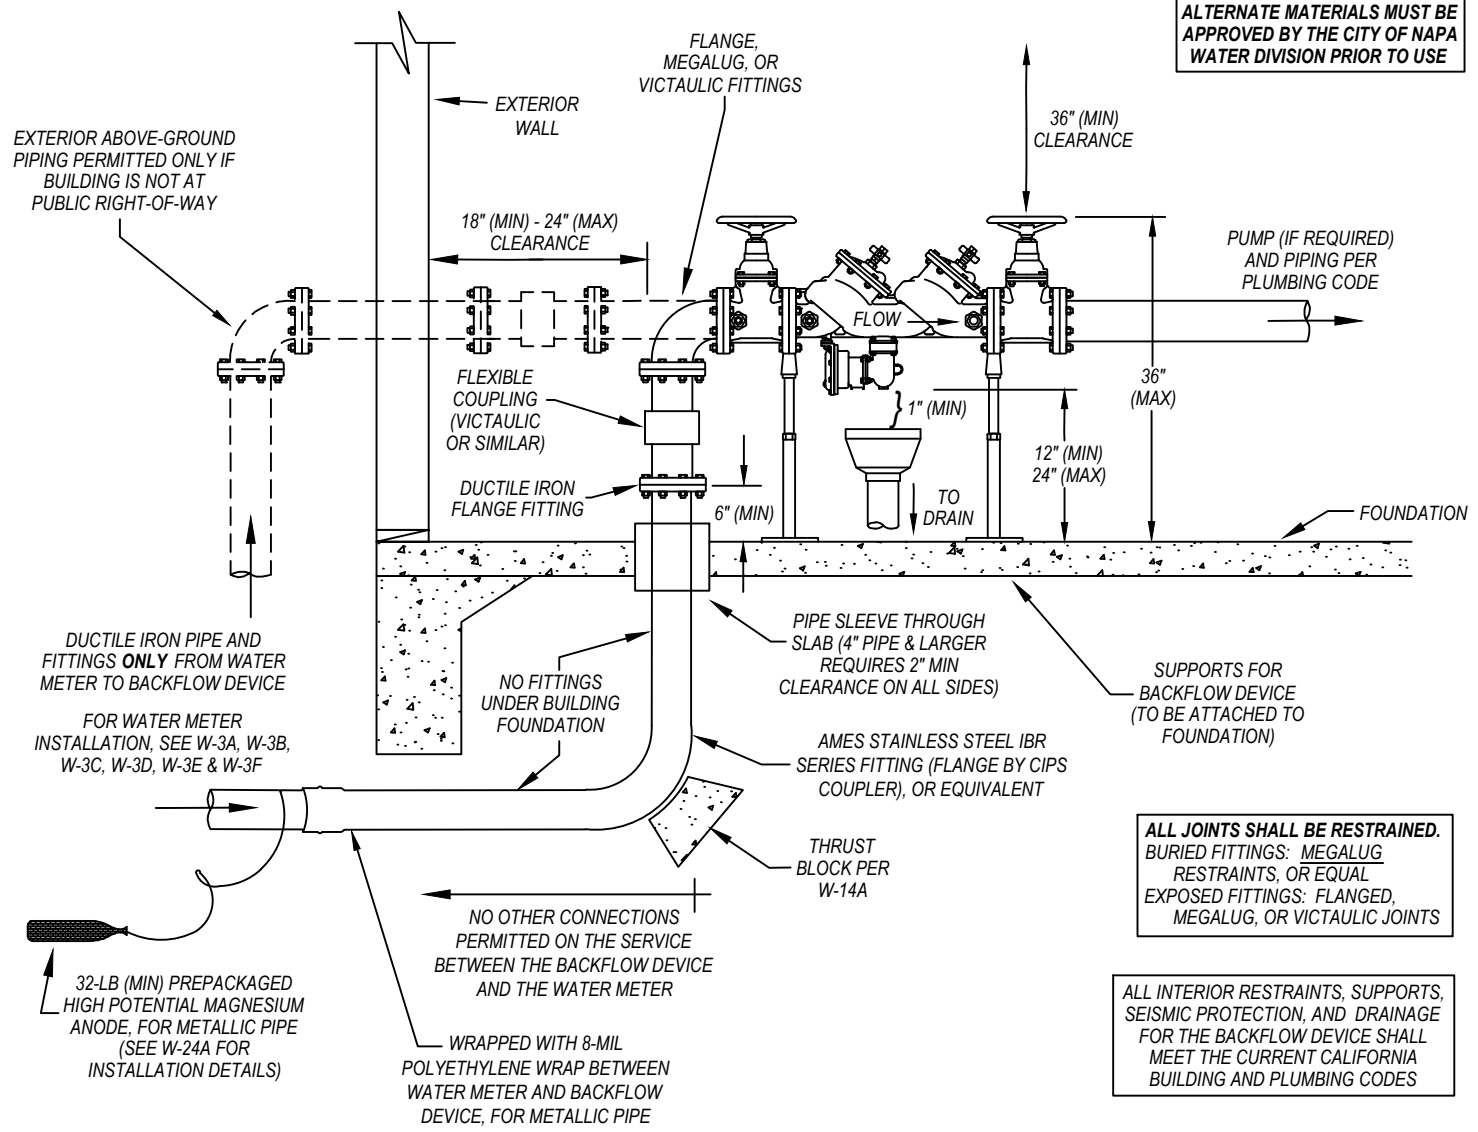 ALTERNATE MATERIALS MUST BE
APPROVED BY THE CITY OF NAPA
WATER DIVISION PRIOR TO USE
FLANGE,
MEGALUG, OR
VICTAULIC FITTINGS
EXTERIOR
WALL
36" (MIN)
CLEARANCE
EXTERIOR ABOVE-GROUND
PIPING PERMITTED ONLY IF
BUILDING IS NOT AT
PUBLIC RIGHT-OF-WAY
18" (MIN) - 24" (MAX)
CLEARANCE
PUMP (IF REQUIRED)
AND PIPING PER
PLUMBING CODE
FLOW
FLEXIBLE
COUPLING
(VICTAULIC
OR SIMILAR)
1" (MIN)
36"
(MAX)
12" (MIN)
24" (MAX)
DUCTILE IRON
FLANGE FITTING
6" (MIN)
TO
DRAIN
FOUNDATION
DUCTILE IRON PIPE AND
FITTINGS ONLY FROM WATER
METER TO BACKFLOW DEVICE
FOR WATER METER
INSTALLATION, SEE W-3A, W-3B,
W-3C, W-3D, W-3E & W-3F
NO FITTINGS
UNDER BUILDING
FOUNDATION
PIPE SLEEVE THROUGH
SLAB (4" PIPE & LARGER
REQUIRES 2" MIN
CLEARANCE ON ALL SIDES)
SUPPORTS FOR
BACKFLOW DEVICE
(TO BE ATTACHED TO
FOUNDATION)
AMES STAINLESS STEEL IBR
SERIES FITTING (FLANGE BY CIPS
COUPLER), OR EQUIVALENT
THRUST
BLOCK PER
W-14A
ALL JOINTS SHALL BE RESTRAINED.
BURIED FITTINGS: MEGALUG
RESTRAINTS, OR EQUAL
EXPOSED FITTINGS: FLANGED,
MEGALUG, OR VICTAULIC JOINTS
NO OTHER CONNECTIONS
PERMITTED ON THE SERVICE
BETWEEN THE BACKFLOW DEVICE
AND THE WATER METER
32-LB (MIN) PREPACKAGED
HIGH POTENTIAL MAGNESIUM
ANODE, FOR METALLIC PIPE
(SEE W-24A FOR
INSTALLATION DETAILS)
WRAPPED WITH 8-MIL
POLYETHYLENE WRAP BETWEEN
WATER METER AND BACKFLOW
DEVICE, FOR METALLIC PIPE
ALL INTERIOR RESTRAINTS, SUPPORTS,
SEISMIC PROTECTION, AND DRAINAGE
FOR THE BACKFLOW DEVICE SHALL
MEET THE CURRENT CALIFORNIA
BUILDING AND PLUMBING CODES